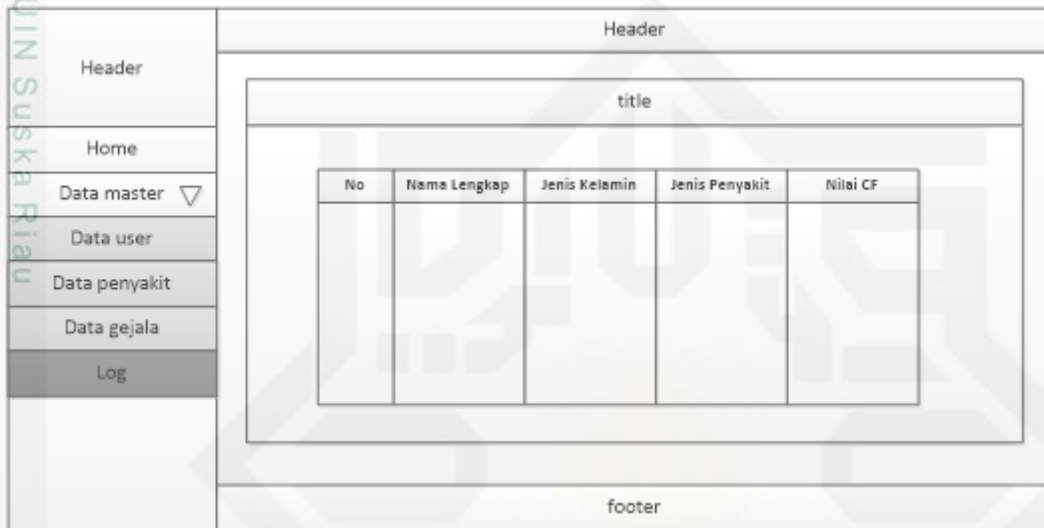 UIN Suska Riau
Header
Header
Home
Data master
Data user
Data penyakit
Data gejala
Log
title
No Nama Lengkap Jenis Kelamin Jenis Penyakit Nilai CF
footer